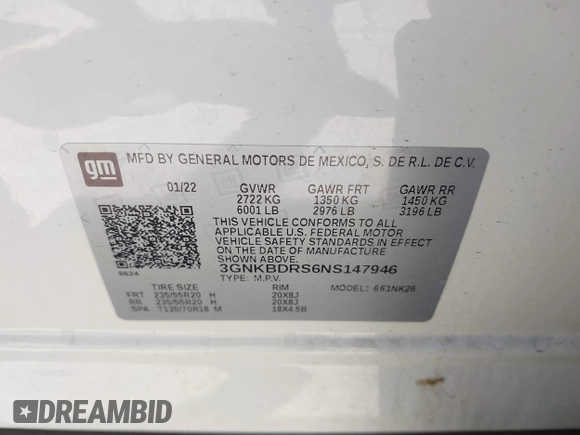 gm
MFD BY GENERAL MOTORS DE MEXICO, S. DE R.L. DE C.V.
01/22 GVWR GAWR FRT GAWR RR
2722 KG 1350 KG 1450 KG
6001 LB 2976 LB 3196 LB
THIS VEHICLE CONFORMS TO ALL
APPLICABLE U.S. FEDERAL MOTOR
VEHICLE SAFETY STANDARDS IN
EFFECT ON THE DATE OF MANUFACTURE
SHOWN ABOVE.
3GNKBDRS6NS147946
TYPE: M.P.V. MODEL:
TIRE SIZE RIM
FRT 235/55R20 H 20X8J
RR 235/55R20 H 20X8J
SPA T135/70R18 M 18X4.5B
$DREAMBID